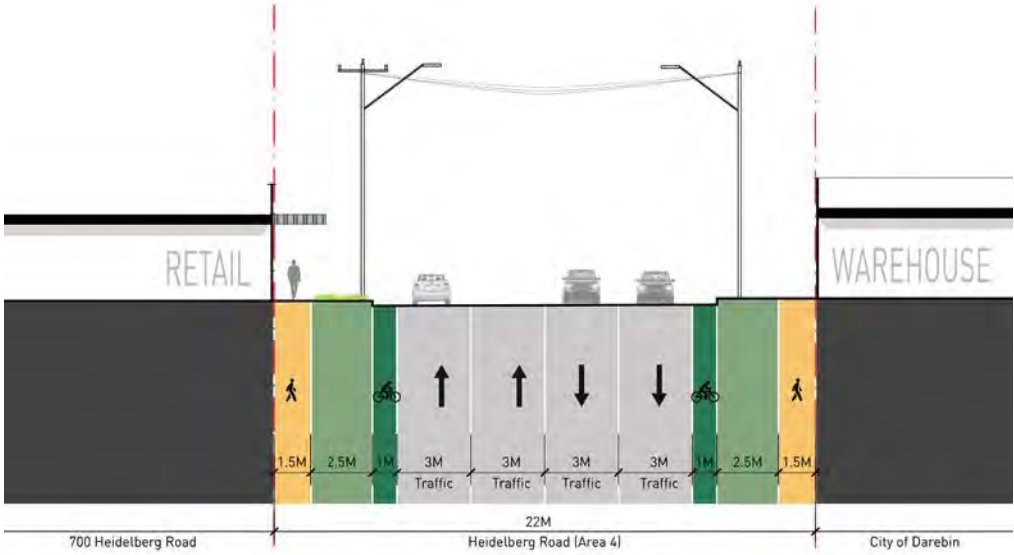 RETAIL
WAREHOUSE
1.5M 2.5M 1M 3M 3M 3M 3M 1M 2.5M 1.5M
Traffic Traffic Traffic Traffic
22M
700 Heidelberg Road Heidelberg Road (Area 4) City of Darebin